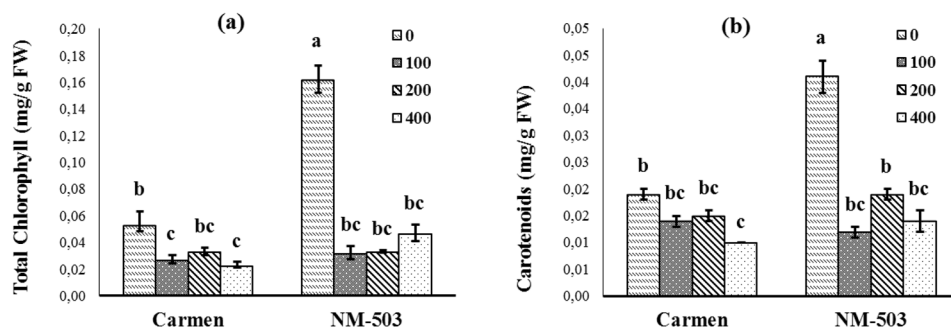 (a)
Total Chlorophyll (mg/g FW)
0,20
0,18
0,16
0,14
0,12
0,10
0,08
0,06
0,04
0,02
0,00
a
0
100
200
400
b
c
bc
c
bc
bc
bc
Carmen
NM-503
(b)
Carotenoids (mg/g FW)
0,05
0,05
0,04
0,04
0,03
0,03
0,02
0,02
0,01
0,01
0,00
a
0
100
200
400
b
bc
bc
c
bc
b
bc
Carmen
NM-503